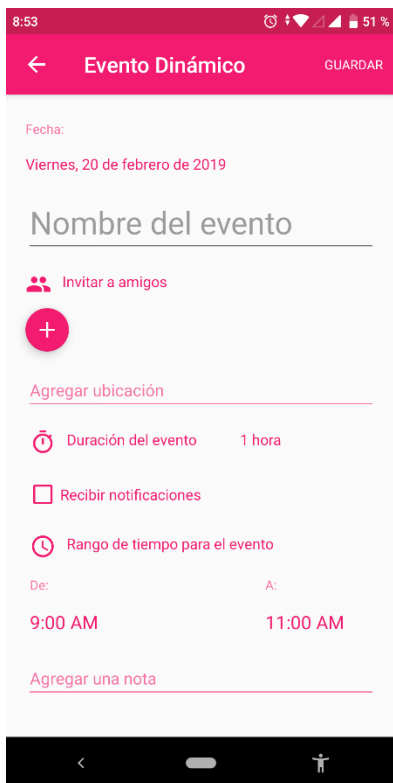 8:53 51 %
Evento Dinámico GUARDAR
Fecha:
Viernes, 20 de febrero de 2019
Nombre del evento
Invitar a amigos
Agregar ubicación
Duración del evento 1 hora
Recibir notificaciones
Rango de tiempo para el evento
De: A:
9:00 AM 11:00 AM
Agregar una nota